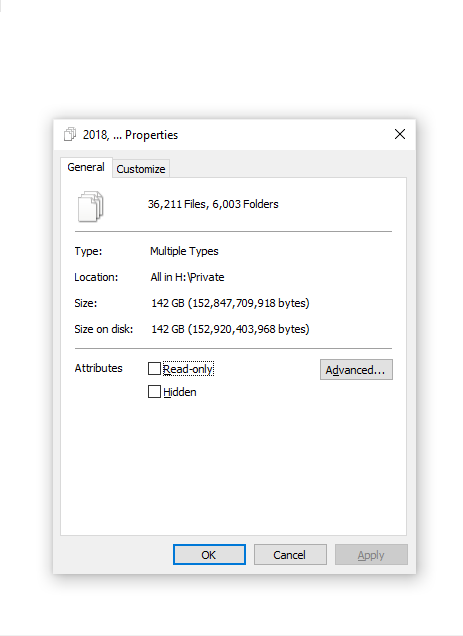 2018, ... Properties
General Customize
36,211 Files, 6,003 Folders
Type: Multiple Types
Location: All in H:\Private
Size: 142 GB (152,847,709,918 bytes)
Size on disk: 142 GB (152,920,403,968 bytes)
Attributes Read-only Advanced...
Hidden
OK Cancel Apply